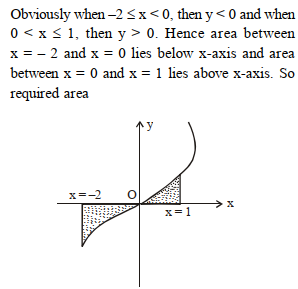 Obviously when –2 ≤ x < 0, then y < 0 and when
0 < x ≤ 1, then y > 0. Hence area between
x = – 2 and x = 0 lies below x-axis and area
between x = 0 and x = 1 lies above x-axis. So
required area
y
x=–2
O
x
x=1